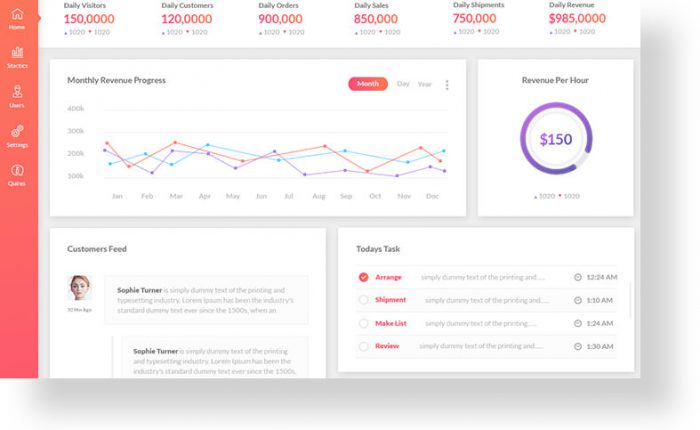 Daily Visitors
150,0000
▲ 1020 ▼ 1020
Daily Customers
120,0000
▲ 1020 ▼ 1020
Daily Orders
900,000
▲ 1020 ▼ 1020
Daily Sales
850,000
▲ 1020 ▼ 1020
Daily Shipments
750,000
▲ 1020 ▼ 1020
Daily Revenue
$985,0000
▲ 1020 ▼ 1020
Home
Stactics
Users
Settings
Quires
Monthly Revenue Progress
Month Day Year
400k
300k
200k
300k
Jan Feb Mar Apr May Jun Jul Aug Sep Oct Nov Dec
Revenue Per Hour
$150
▲ 1020 ▼ 1020
Customers Feed
10 Min Ago
Sophie Turner is simply dummy text of the printing and
typesetting industry. Lorem Ipsum has been the industry's
standard dummy text ever since the 1500s, when an
Sophie Turner is simply dummy text of the printing
and typesetting industry. Lorem Ipsum has been the
industry's standard dummy text ever since the 1500s,
Todays Task
Arrange simply dummy text of the printing and..... 12:24 AM
Shipment simply dummy text of the printing and..... 1:10 AM
Make List simply dummy text of the printing..... 1:24 AM
Review simply dummy text of the printing and..... 1:30 AM